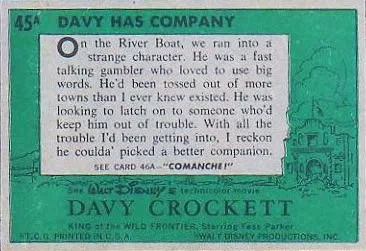 45A
DAVY HAS COMPANY
On the River Boat, we ran into a
strange character. He was a fast
talking gambler who loved to use big
words. He'd been tossed out of more
towns than I ever knew existed. He was
looking to latch on to someone who'd
keep him out of trouble. With all the
trouble I'd been getting into, I reckon
he coulda' picked a better companion.
SEE CARD 46A—"COMANCHE!"
See Walt Disney's technicolor movie
DAVY CROCKETT
KING of the WILD FRONTIER, Starring Fess Parker
©T.C.G. PRINTED IN U.S.A. ©WALT DISNEY PRODUCTIONS, INC.